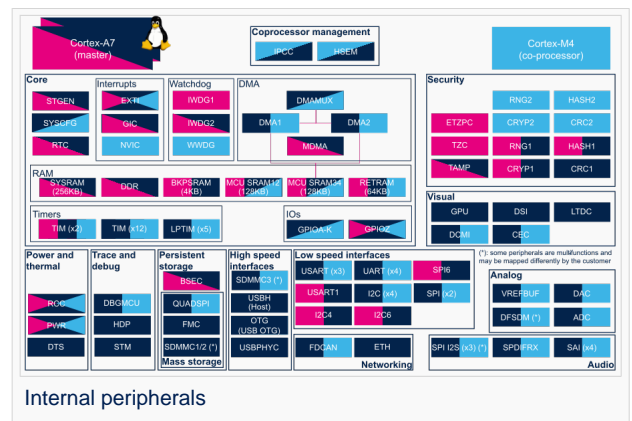 Cortex-A7
(master)
Coprocessor management
IPCC
HSEM
Cortex-M4
(co-processor)
Core
STGEN
SYSCFG
RTC
Interrupts
EXTI
GIC
NVIC
Watchdog
IWDG1
IWDG2
WWDG
DMA
DMAMUX
DMA1
DMA2
MDMA
RAM
SYSRAM
(256KB)
DDR
BKPSRAM
(4KB)
MCU SRAM12
(128KB)
MCU SRAM34
(128KB)
RETRAM
(64KB)
Timers
TIM (x2)
TIM (x12)
LPTIM (x5)
IOs
GPIOA-K
GPIOZ
Security
RNG2
HASH2
ETZPC
CRYP2
CRC2
TZC
RNG1
HASH1
TAMP
CRYP1
CRC1
Visual
GPU
DSI
LTDC
DCMI
CEC
(*): some peripherals are multifunctions and
may be mapped differently by the customer
Power and
thermal
RCC
PWR
DTS
Trace and
debug
DBGMCU
HDP
STM
Persistent
storage
BSEC
QUADSPI
FMC
SDMMC1/2 (*)
Mass storage
High speed
interfaces
SDMMC3 (*)
USBH
(Host)
OTG
(USB OTG)
USBPHYC
Low speed interfaces
USART (x3)
UART (x4)
SPI6
USART1
I2C (x4)
SPI (x2)
I2C4
I2C6
FDCAN
ETH
Networking
Analog
VREFBUF
DAC
DFSDM (*)
ADC
SPI I2S (x3) (*)
SPDIFRX
SAI (x4)
Audio
Internal peripherals